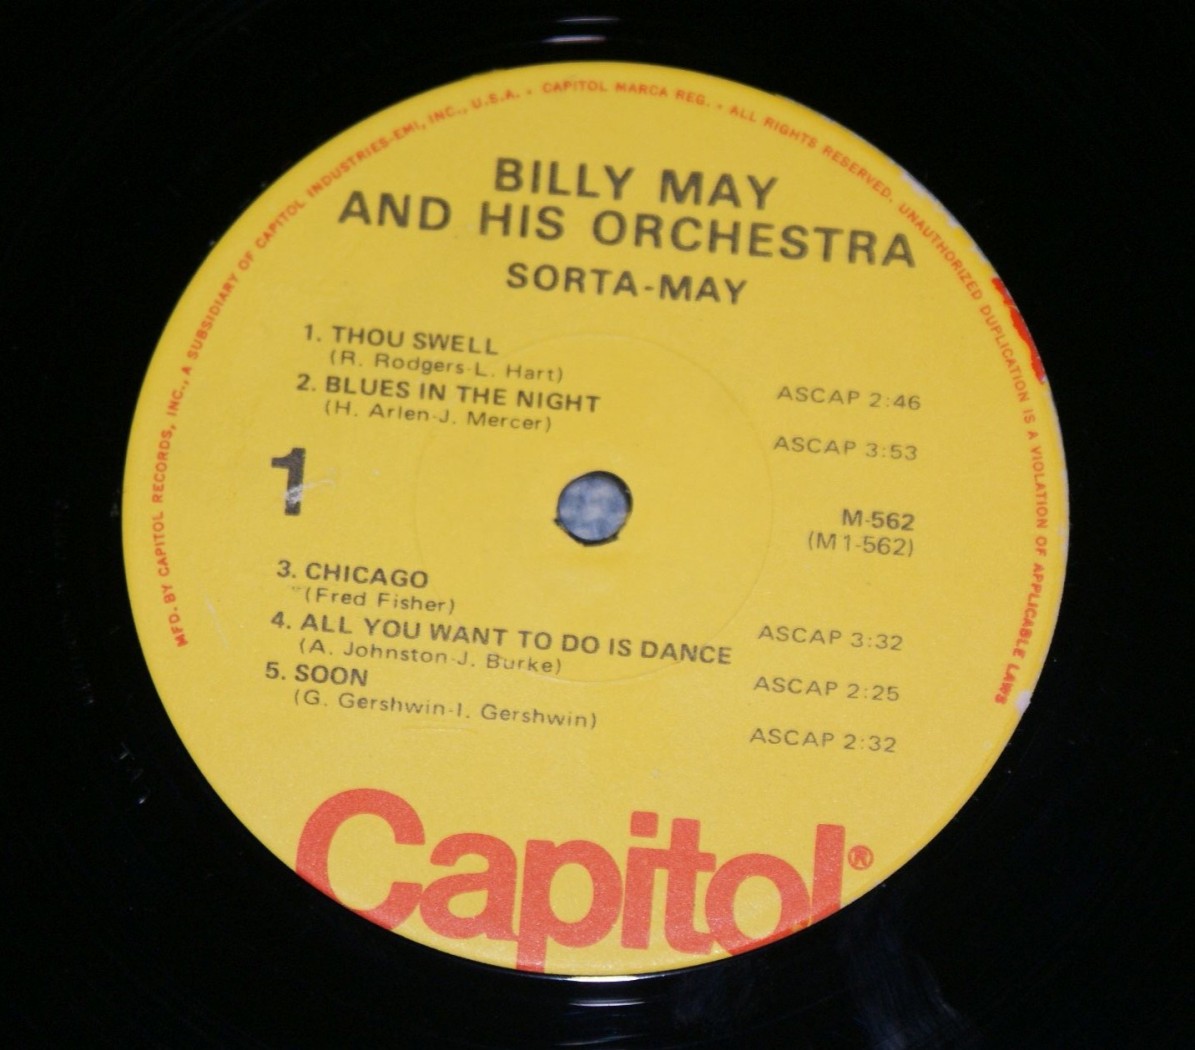 MFD. BY CAPITOL RECORDS, INC., A SUBSIDIARY OF CAPITOL INDUSTRIES-EMI, INC., U.S.A. • CAPITOL MARCA REG. • ALL RIGHTS RESERVED. UNAUTHORIZED DUPLICATION IS A VIOLATION OF APPLICABLE LAWS
BILLY MAY
AND HIS ORCHESTRA
SORTA-MAY
1. THOU SWELL
(R. Rodgers-L. Hart)
ASCAP 2:46
2. BLUES IN THE NIGHT
(H. Arlen-J. Mercer)
ASCAP 3:53
1
M-562
(M1-562)
3. CHICAGO
(Fred Fisher)
ASCAP 3:32
4. ALL YOU WANT TO DO IS DANCE
(A. Johnston-J. Burke)
ASCAP 2:25
5. SOON
(G. Gershwin-I. Gershwin)
ASCAP 2:32
Capitol®